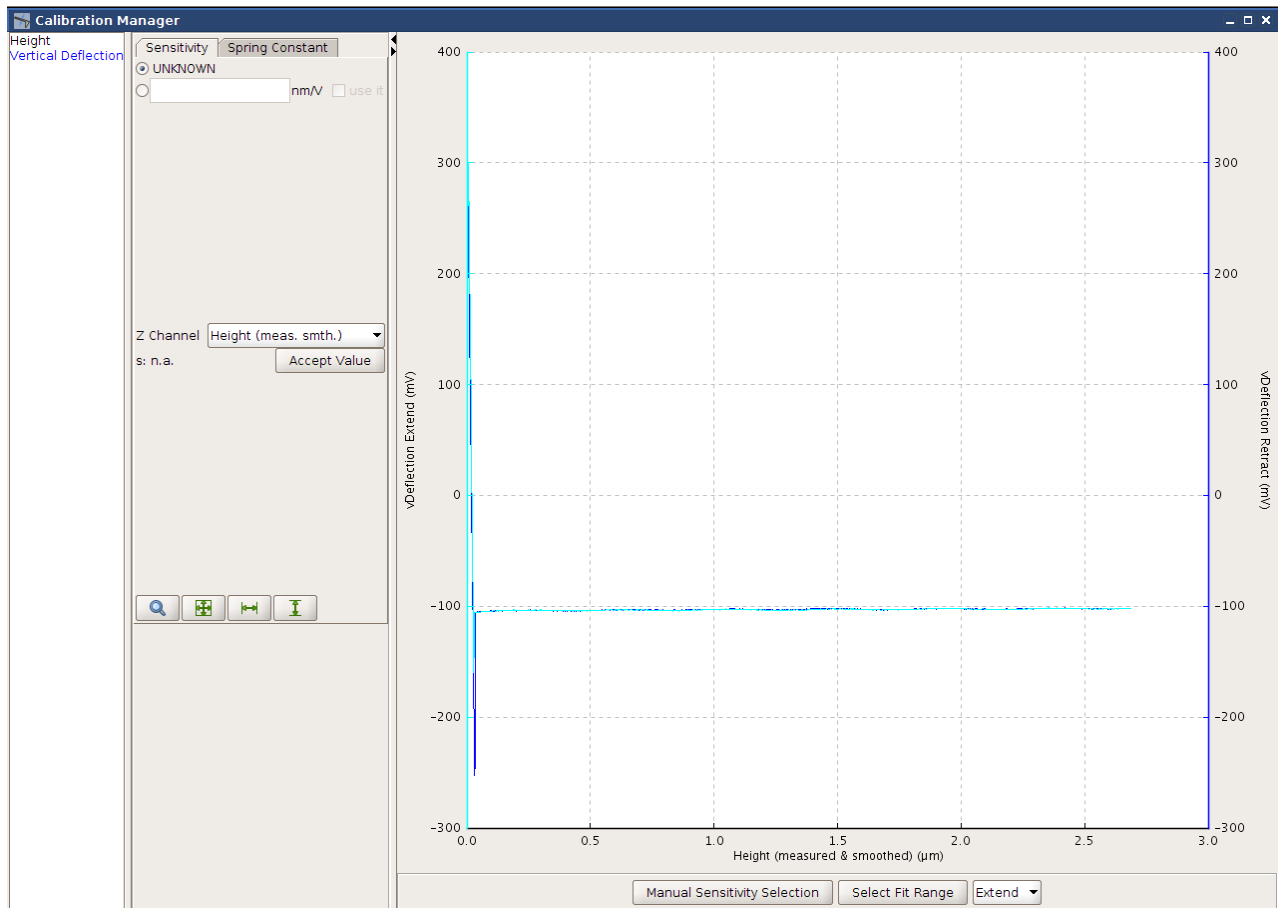 Calibration Manager
Height
Vertical Deflection
Sensitivity Spring Constant
UNKNOWN
nm/V use it
Z Channel Height (meas. smth.)
s: n.a. Accept Value
400
300
200
100
0
−100
−200
−300
vDeflection Extend (mV)
400
300
200
100
0
−100
−200
−300
vDeflection Retract (mV)
0.0 0.5 1.0 1.5 2.0 2.5 3.0
Height (measured & smoothed) (µm)
Manual Sensitivity Selection Select Fit Range Extend